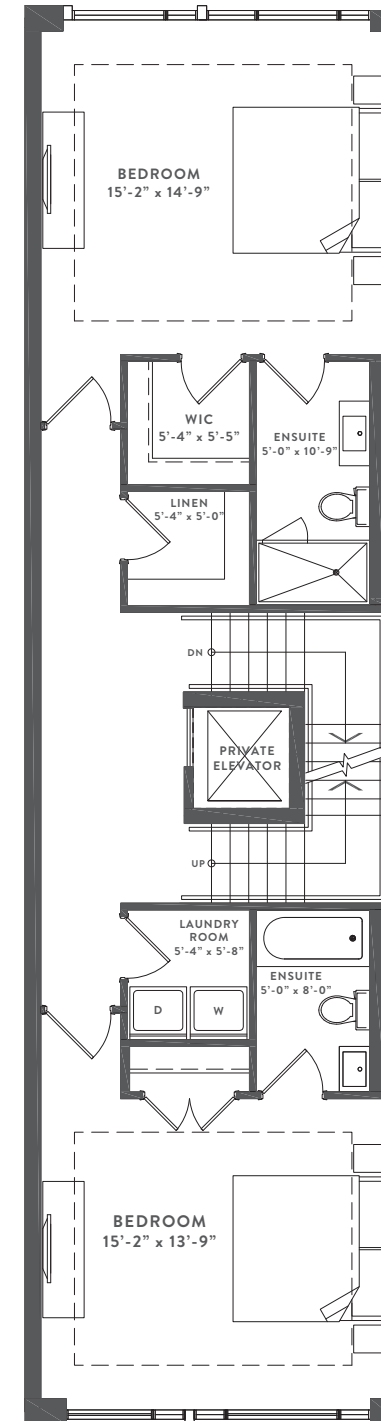 BEDROOM
15’-2” x 14’-9”
WIC
5’-4” x 5’-5”
ENSUITE
5’-0” x 10’-9”
LINEN
5’-4” x 5’-0”
DN
PRIVATE
ELEVATOR
UP
LAUNDRY
ROOM
5’-4” x 5’-8”
ENSUITE
5’-0” x 8’-0”
D
W
BEDROOM
15’-2” x 13’-9”